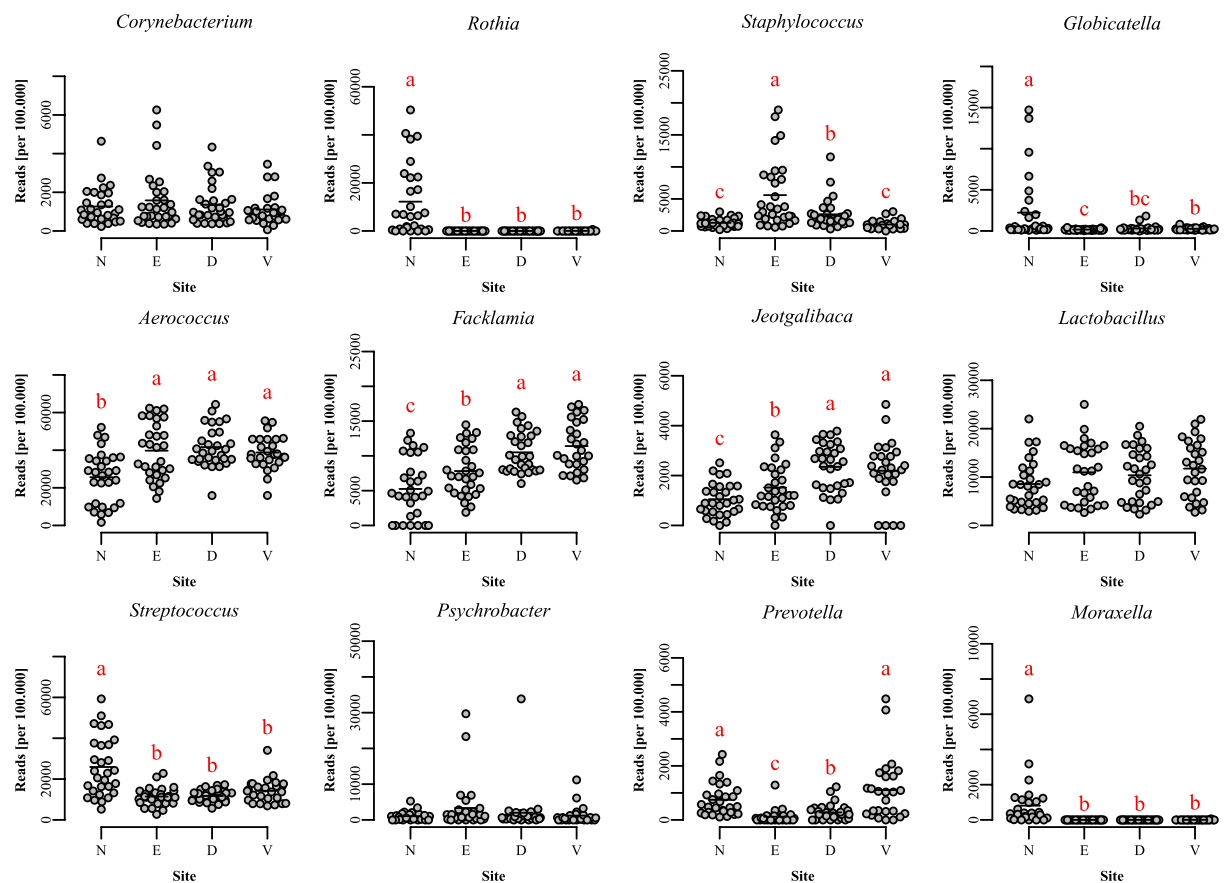 Corynebacterium
Reads [per 100.000]
0 20000 60000
N E D V
Site
Rothia
Reads [per 100.000]
0 20000 60000
a b b b
N E D V
Site
Staphylococcus
Reads [per 100.000]
0 5000 15000 25000
c a b c
N E D V
Site
Globicatella
Reads [per 100.000]
0 5000 15000
a c bc b
N E D V
Site
Aerococcus
Reads [per 100.000]
0 20000 60000
b a a a
N E D V
Site
Facklamia
Reads [per 100.000]
0 5000 15000 25000
c b a a
N E D V
Site
Jeotgalibaca
Reads [per 100.000]
0 2000 4000 6000
c b a a
N E D V
Site
Lactobacillus
Reads [per 100.000]
0 10000 20000 30000
N E D V
Site
Streptococcus
Reads [per 100.000]
0 20000 60000
a b b b
N E D V
Site
Psychrobacter
Reads [per 100.000]
0 10000 30000 50000
N E D V
Site
Prevotella
Reads [per 100.000]
0 2000 4000 6000
a c b a
N E D V
Site
Moraxella
Reads [per 100.000]
0 2000 6000 10000
a b b b
N E D V
Site